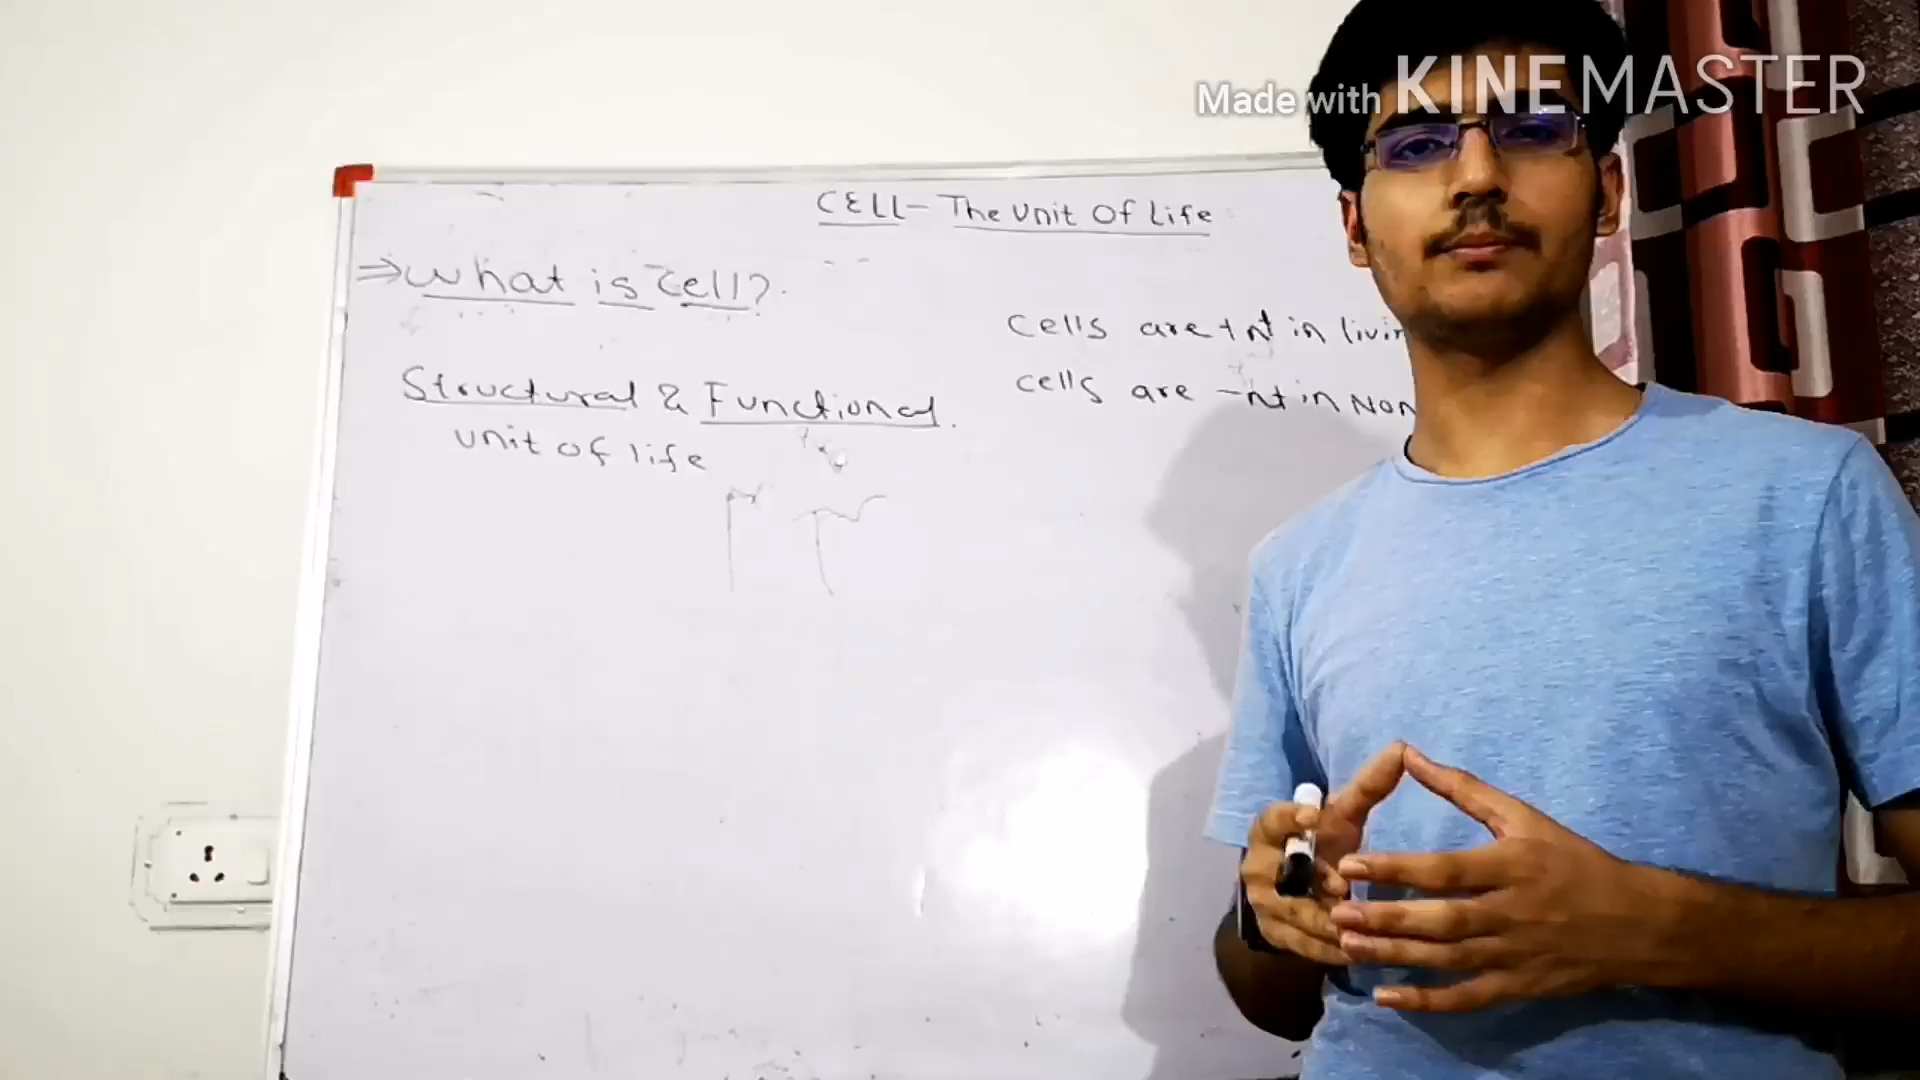 Made with KINEMASTER
CELL - The Unit Of Life
⇒ What is Cell?
Cells are +nt in livin
Cells are -nt in Non
Structural & Functional.
unit of life